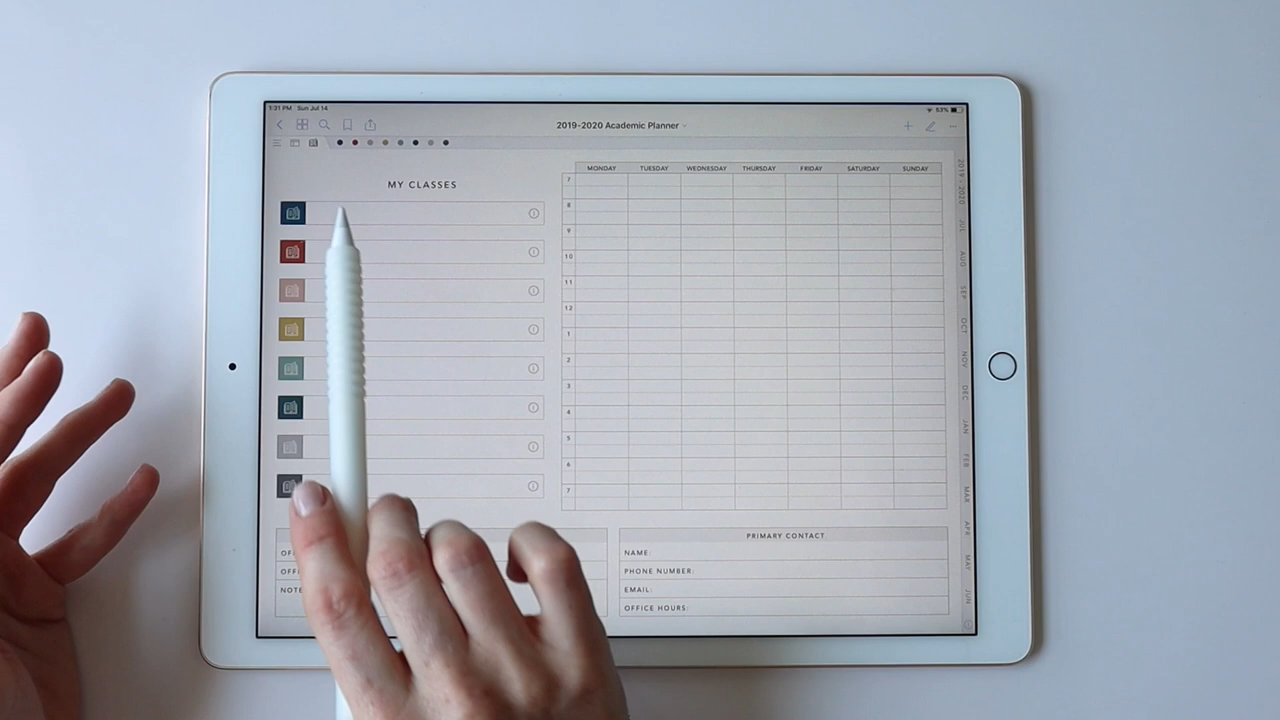 1:31 PM Sun Jul 14
53%
2019-2020 Academic Planner
MY CLASSES
MONDAY TUESDAY WEDNESDAY THURSDAY FRIDAY SATURDAY SUNDAY
7
8
9
10
11
12
1
2
3
4
5
6
7
2019 - 2020
JUL
AUG
SEP
OCT
NOV
DEC
JAN
FEB
MAR
APR
MAY
JUN
PRIMARY CONTACT
NAME:
PHONE NUMBER:
EMAIL:
OFFICE HOURS: